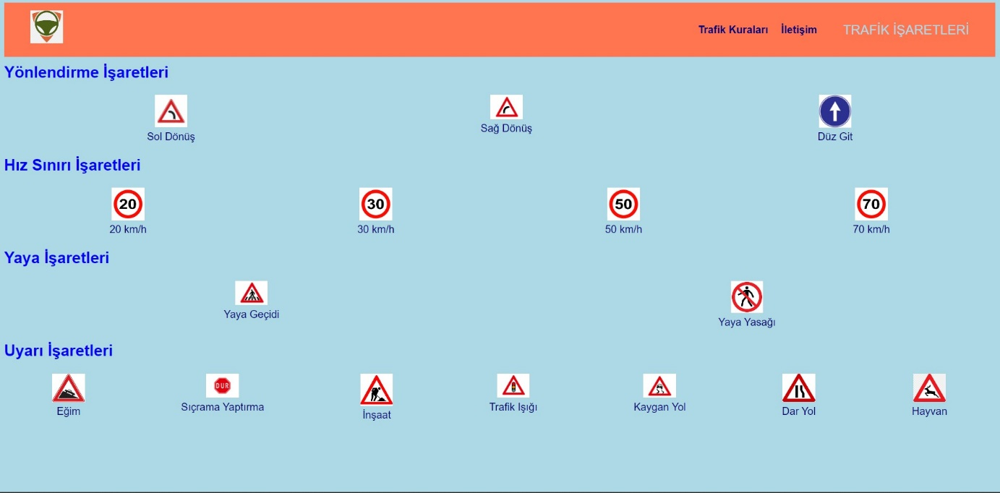 Trafik Kuraları İletişim TRAFİK İŞARETLERİ
Yönlendirme İşaretleri
Sol Dönüş Sağ Dönüş Düz Git
Hız Sınırı İşaretleri
20 30 50 70
20 km/h 30 km/h 50 km/h 70 km/h
Yaya İşaretleri
Yaya Geçidi Yaya Yasağı
Uyarı İşaretleri
DUR
Eğim Sıçrama Yaptırma İnşaat Trafik Işığı Kaygan Yol Dar Yol Hayvan